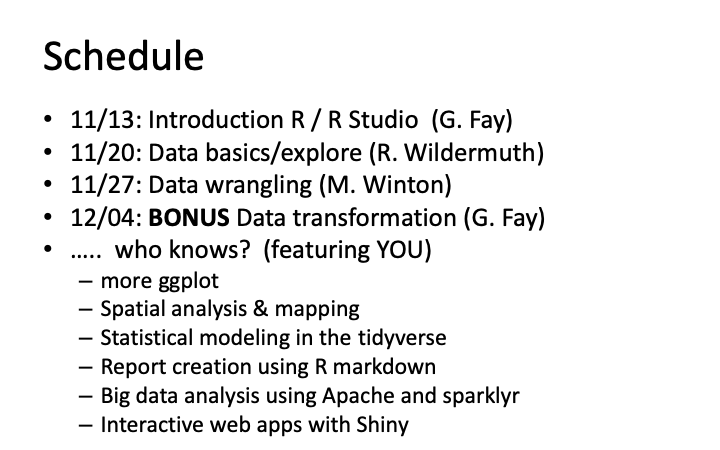 Schedule
• 11/13: Introduction R / R Studio  (G. Fay)
• 11/20: Data basics/explore (R. Wildermuth)
• 11/27: Data wrangling (M. Winton)
• 12/04: BONUS Data transformation (G. Fay)
• .....  who knows?  (featuring YOU)
– more ggplot
– Spatial analysis & mapping
– Statistical modeling in the tidyverse
– Report creation using R markdown
– Big data analysis using Apache and sparklyr
– Interactive web apps with Shiny